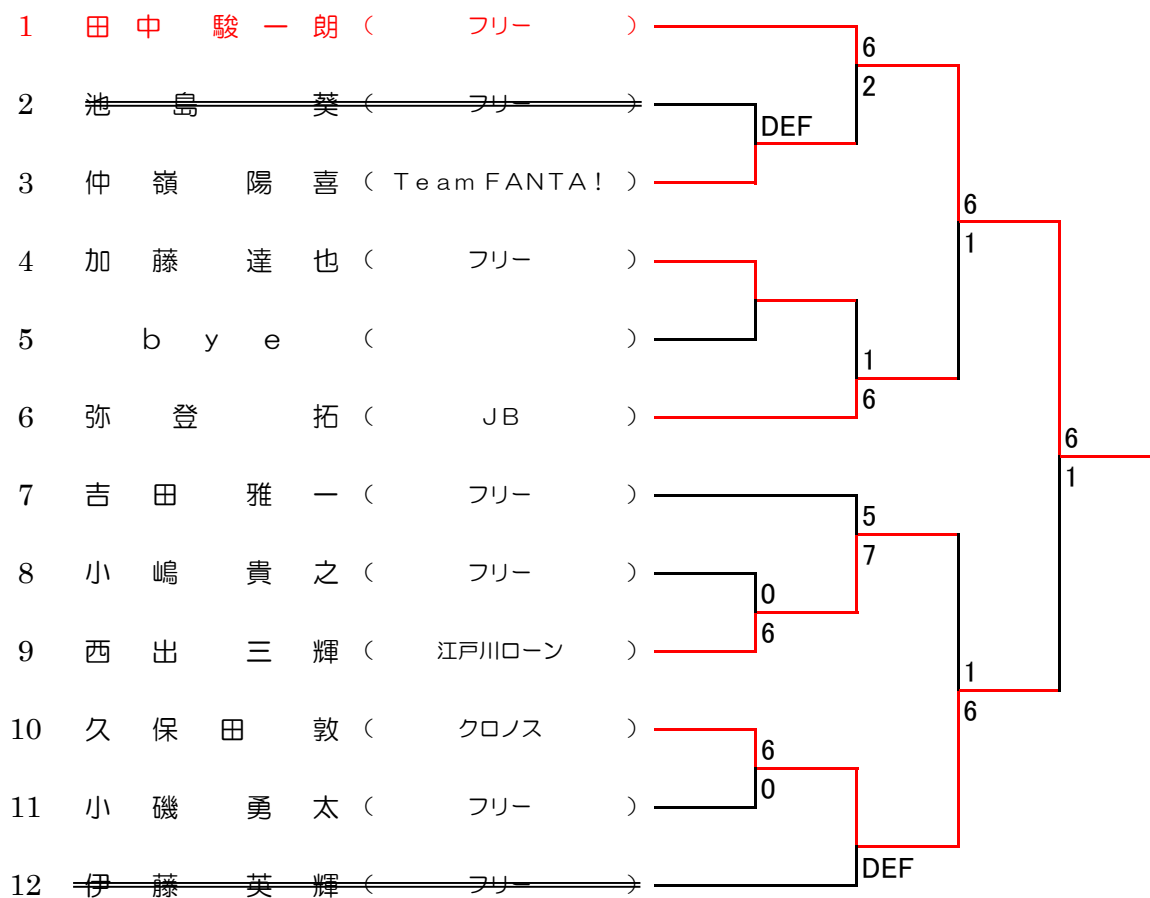 1 田中 駿一朗 ( フリー )
6
2
2 池島 葵 ( フリー )
DEF
3 仲嶺 陽喜 ( Team FANTA! )
6
1
4 加藤 達也 ( フリー )
5 bye ( )
1
6
6 弥登 拓 ( JB )
6
1
7 吉田 雅一 ( フリー )
5
7
8 小嶋 貴之 ( フリー )
0
6
9 西出 三輝 ( 江戸川ローン )
1
6
10 久保田 敦 ( クロノス )
6
0
11 小磯 勇太 ( フリー )
DEF
12 伊藤 英輝 ( フリー )